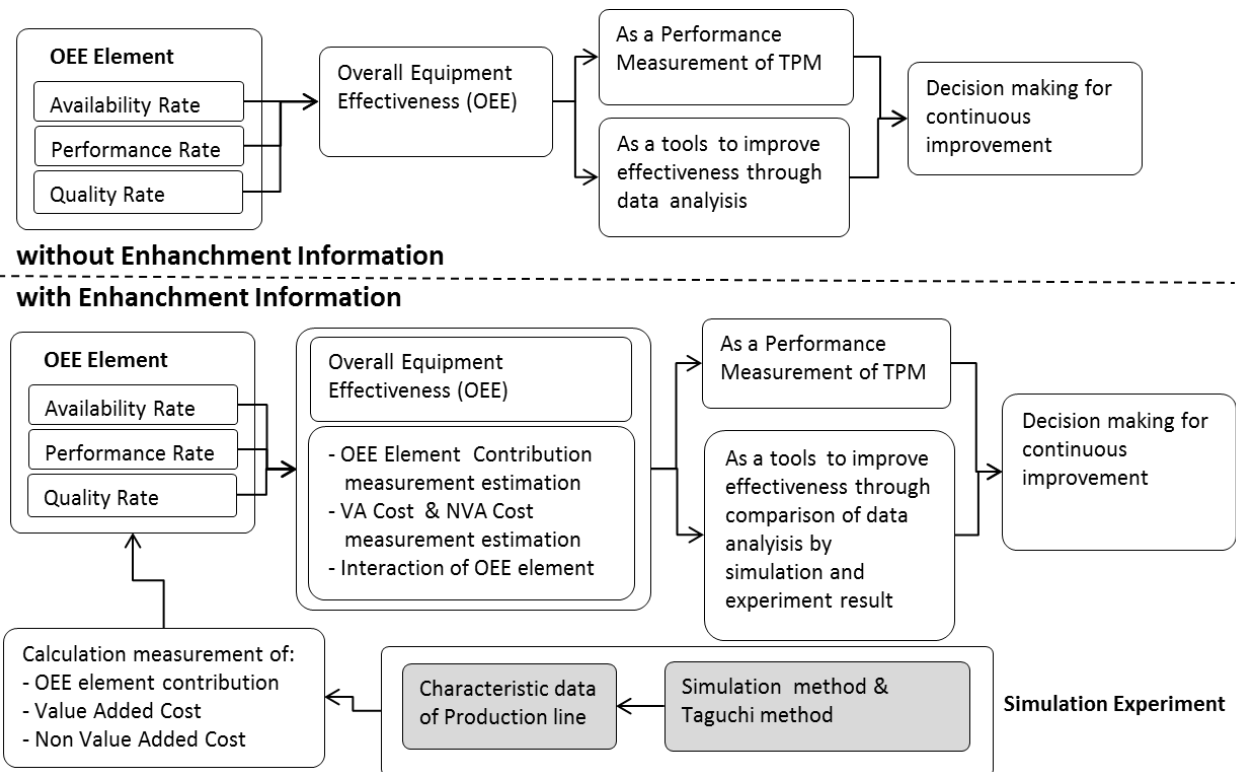 OEE Element
Availability Rate
Performance Rate
Quality Rate
Overall Equipment
Effectiveness (OEE)
As a Performance
Measurement of TPM
As a tools to improve
effectiveness through
data analyisis
Decision making for
continuous
improvement
without Enhanchment Information
with Enhanchment Information
OEE Element
Availability Rate
Performance Rate
Quality Rate
Overall Equipment
Effectiveness (OEE)
- OEE Element Contribution
measurement estimation
- VA Cost & NVA Cost
measurement estimation
- Interaction of OEE element
As a Performance
Measurement of TPM
As a tools to improve
effectiveness through
comparison of data
analyisis by
simulation and
experiment result
Decision making for
continuous
improvement
Calculation measurement of:
- OEE element contribution
- Value Added Cost
- Non Value Added Cost
Characteristic data
of Production line
Simulation method &
Taguchi method
Simulation Experiment